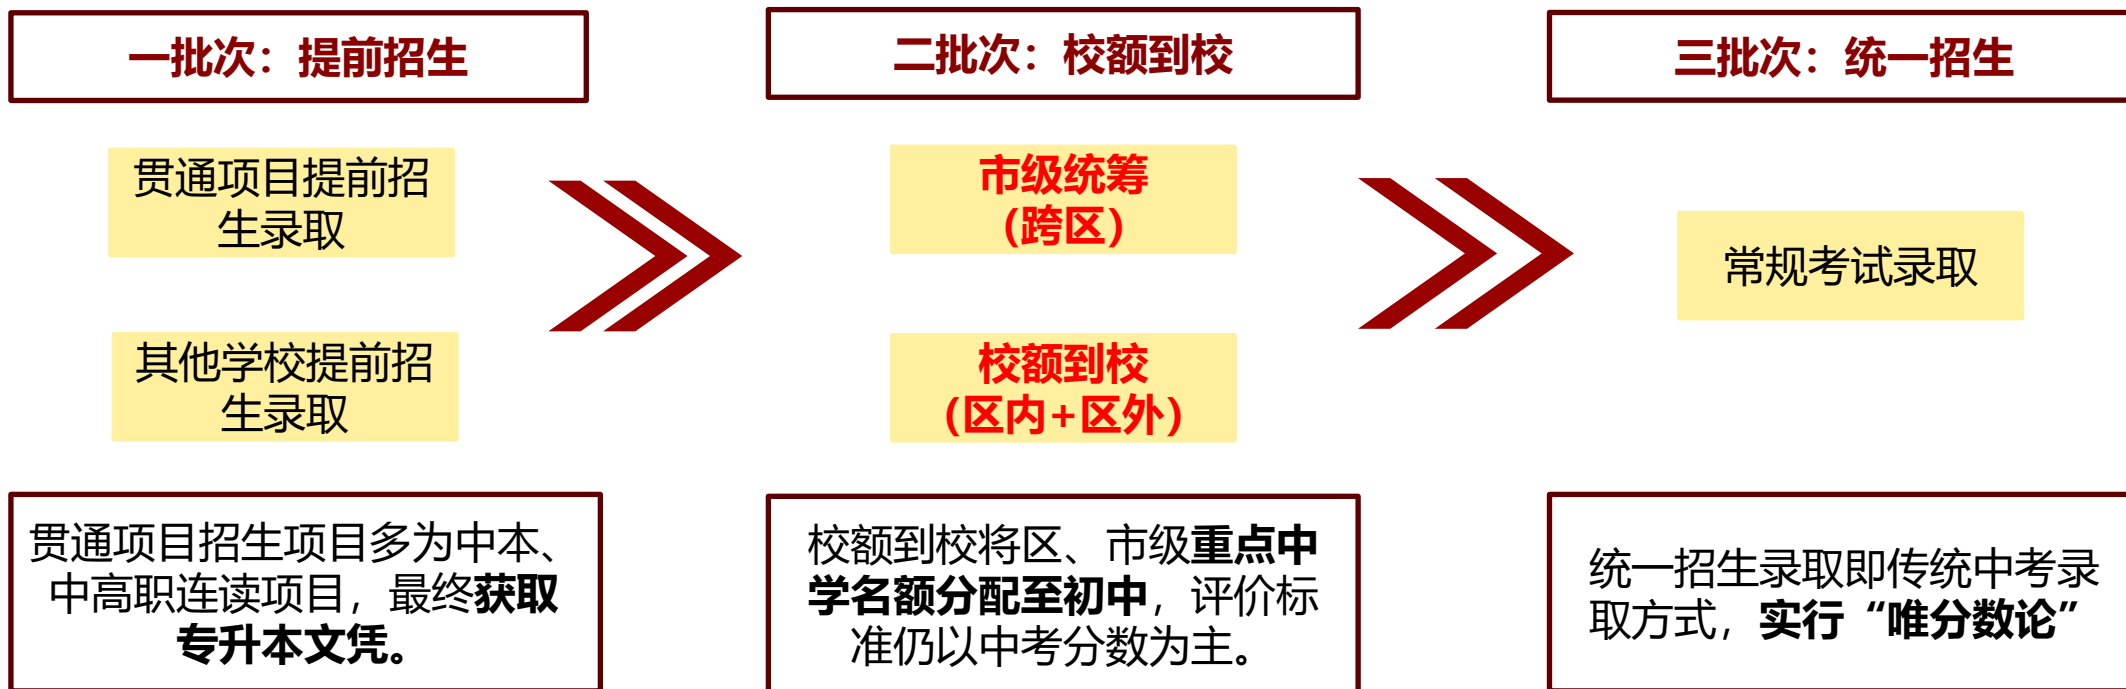 一批次：提前招生
二批次：校额到校
三批次：统一招生
贯通项目提前招
生录取
市级统筹
（跨区）
常规考试录取
其他学校提前招
生录取
校额到校
（区内+区外）
贯通项目招生项目多为中本、
中高职连读项目，最终获取
专升本文凭。
校额到校将区、市级重点中
学名额分配至初中，评价标
准仍以中考分数为主。
统一招生录取即传统中考录
取方式，实行“唯分数论”